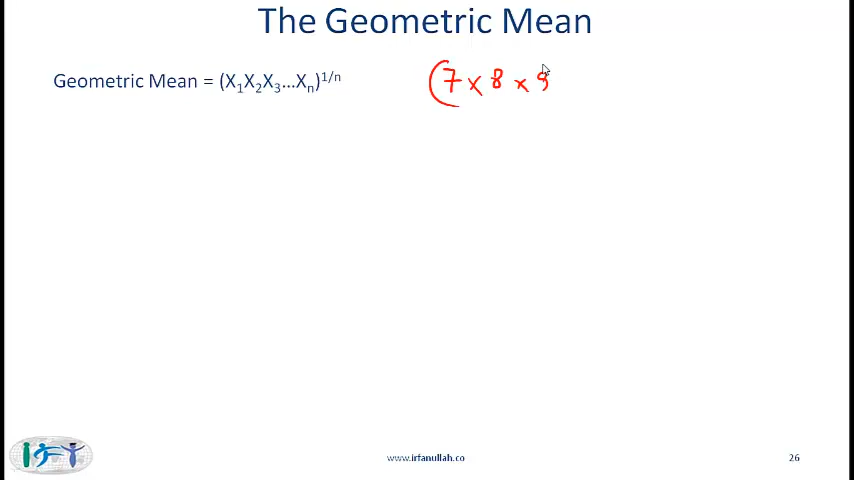 The Geometric Mean
Geometric Mean = (X₁X₂X₃...Xₙ)¹/ⁿ (7 x 8 x 9
www.irfanullah.co 26